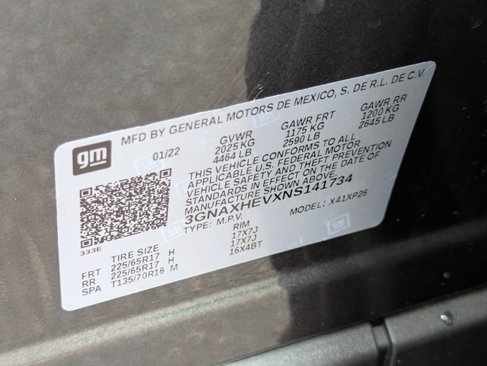 gm
MFD BY GENERAL MOTORS DE MEXICO, S. DE R.L. DE C.V.
01/22 GVWR GAWR FRT GAWR RR
2025 KG 1175 KG 1200 KG
4464 LB 2590 LB 2645 LB
THIS VEHICLE CONFORMS TO ALL
APPLICABLE U.S. FEDERAL MOTOR
VEHICLE SAFETY AND THEFT PREVENTION
STANDARDS IN EFFECT ON THE DATE OF
MANUFACTURE SHOWN ABOVE.
3GNAXHEVXNS141734
TYPE: M.P.V. MODEL: X41XP26
333E
TIRE SIZE RIM
FRT 225/65R17 H 17X7J
RR 225/65R17 H 17X7J
SPA T135/70R16 M 16X4BT